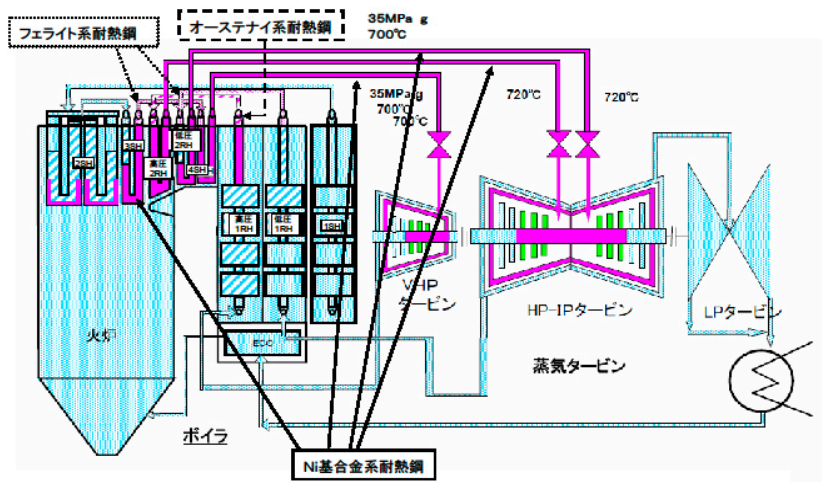 オーステナイ系耐熱鋼
フェライト系耐熱鋼
35MPa g
700℃
35MPa g
700℃
700℃
720℃
720℃
3SH
低圧
2RH
2SH
高圧
2RH
4SH
高圧
1RH
低圧
1RH
1SH
VHP
タービン
HP-IPタービン
LPタービン
火炉
ECO
蒸気タービン
ボイラ
Ni基合金系耐熱鋼